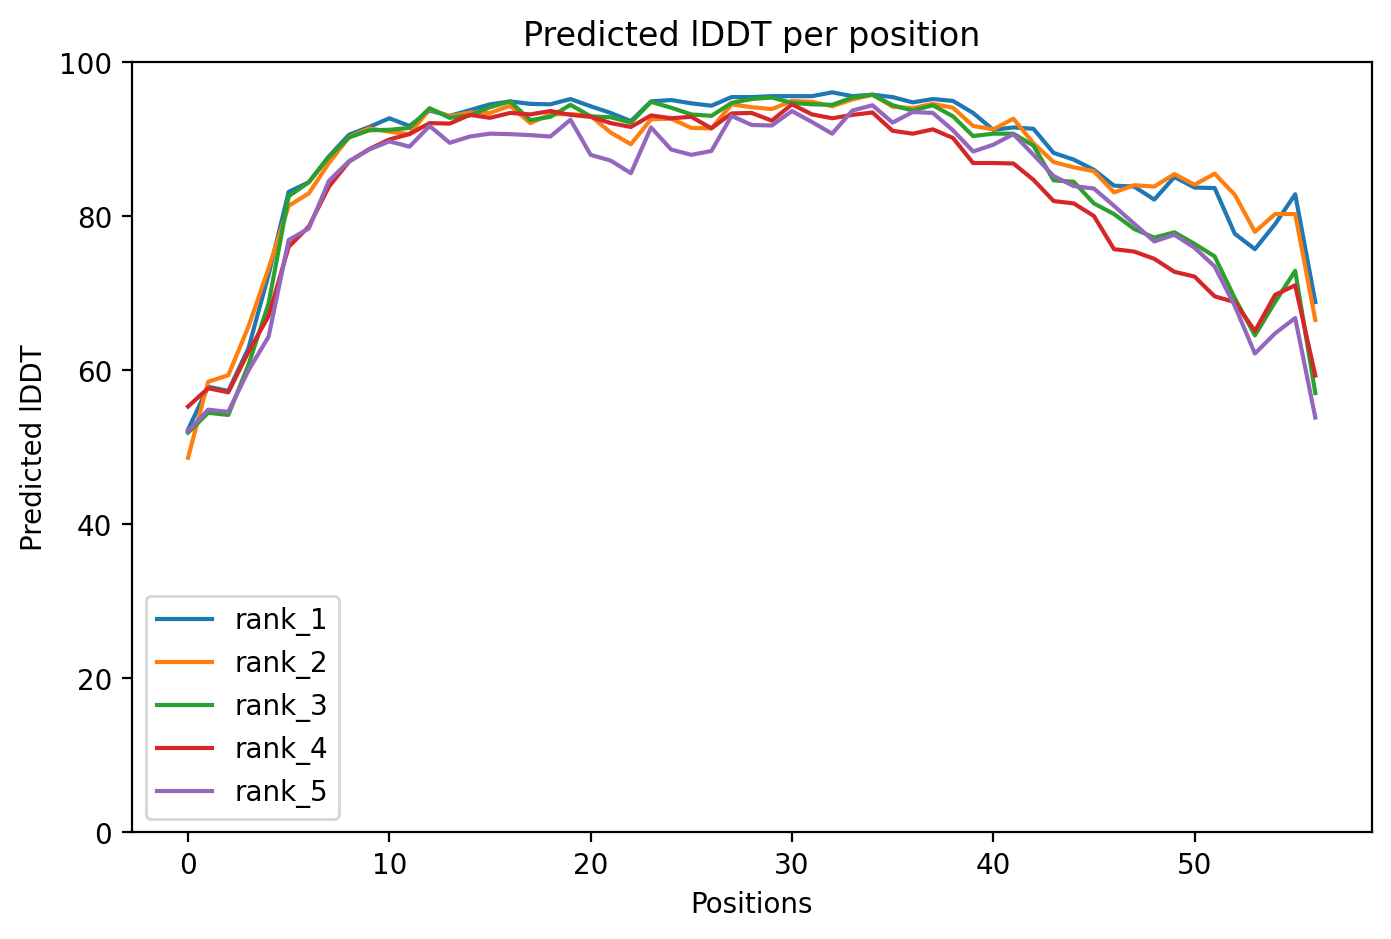 Predicted lDDT per position
100
80
60
40
20
0
Predicted lDDT
rank_1
rank_2
rank_3
rank_4
rank_5
0 10 20 30 40 50
Positions